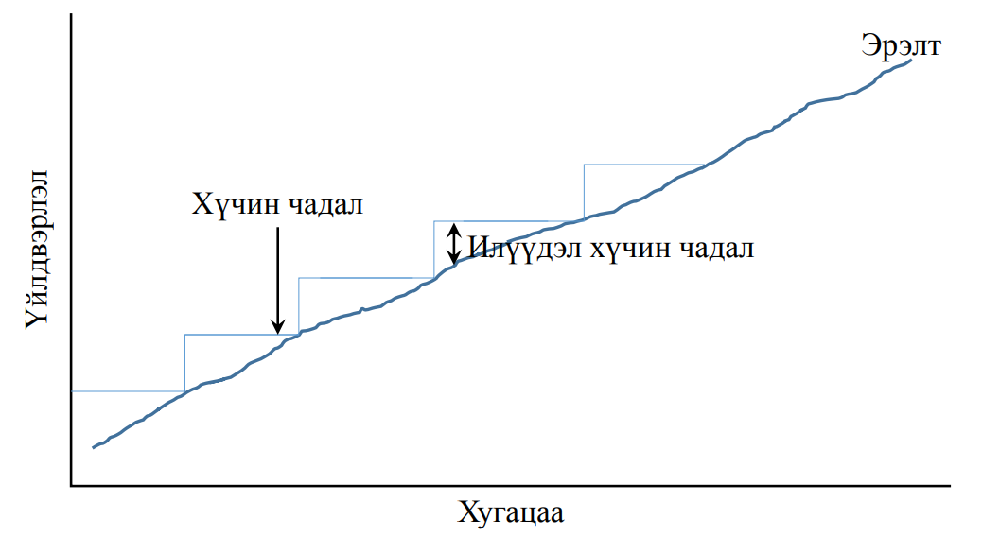 Эрэлт
Хүчин чадал
Илүүдэл хүчин чадал
Үйлдвэрлэл
Хугацаа